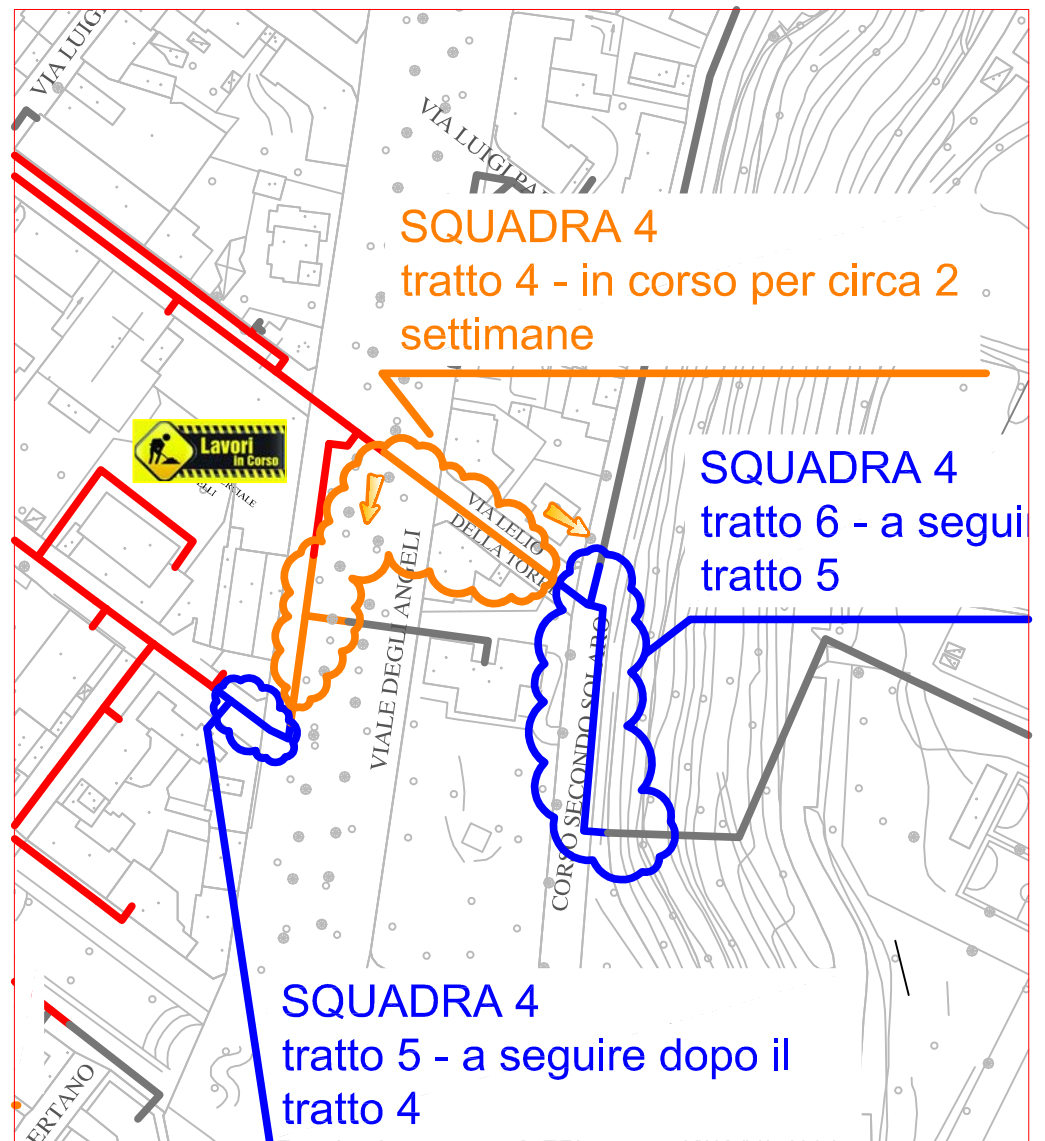 VIA LUIGI
VIA LUIGI PA
SQUADRA 4
tratto 4 - in corso per circa 2
settimane
Lavori
in Corso
SQUADRA 4
tratto 6 - a segui
tratto 5
VIA LELIO
DELLA TORRE
VIALE DEGLI ANGELI
CORSO SECONDO SOLARO
SQUADRA 4
tratto 5 - a seguire dopo il
tratto 4
ERTANO